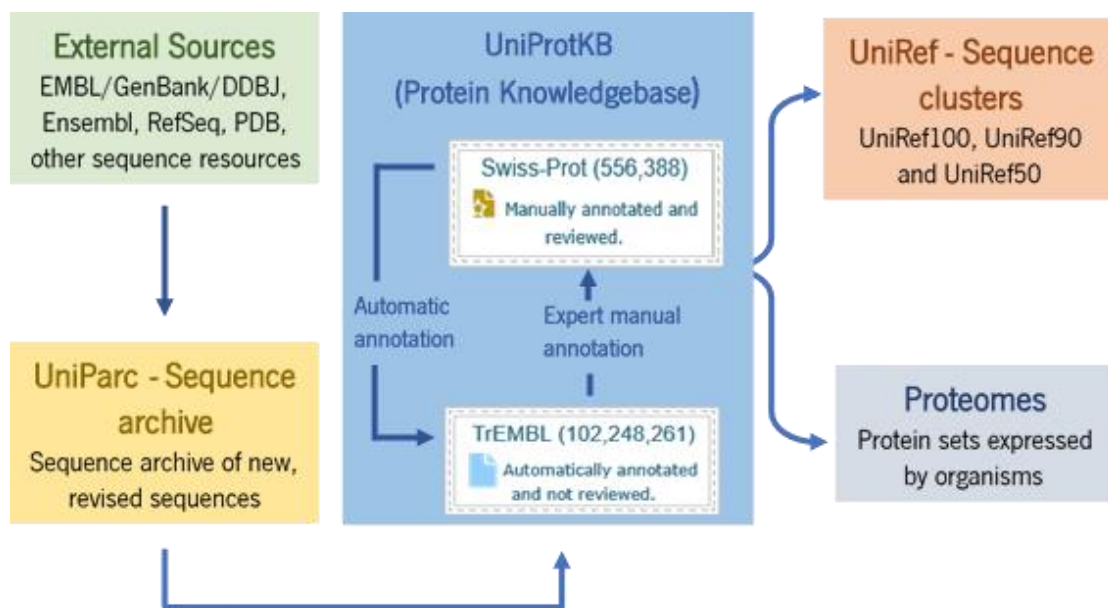 External Sources
EMBL/GenBank/DDBJ,
Ensembl, RefSeq, PDB,
other sequence resources
UniParc - Sequence
archive
Sequence archive of new,
revised sequences
UniProtKB
(Protein Knowledgebase)
Swiss-Prot (556,388)
Manually annotated and
reviewed.
Automatic
annotation
Expert manual
annotation
TrEMBL (102,248,261)
Automatically annotated
and not reviewed.
UniRef - Sequence
clusters
UniRef100, UniRef90
and UniRef50
Proteomes
Protein sets expressed
by organisms